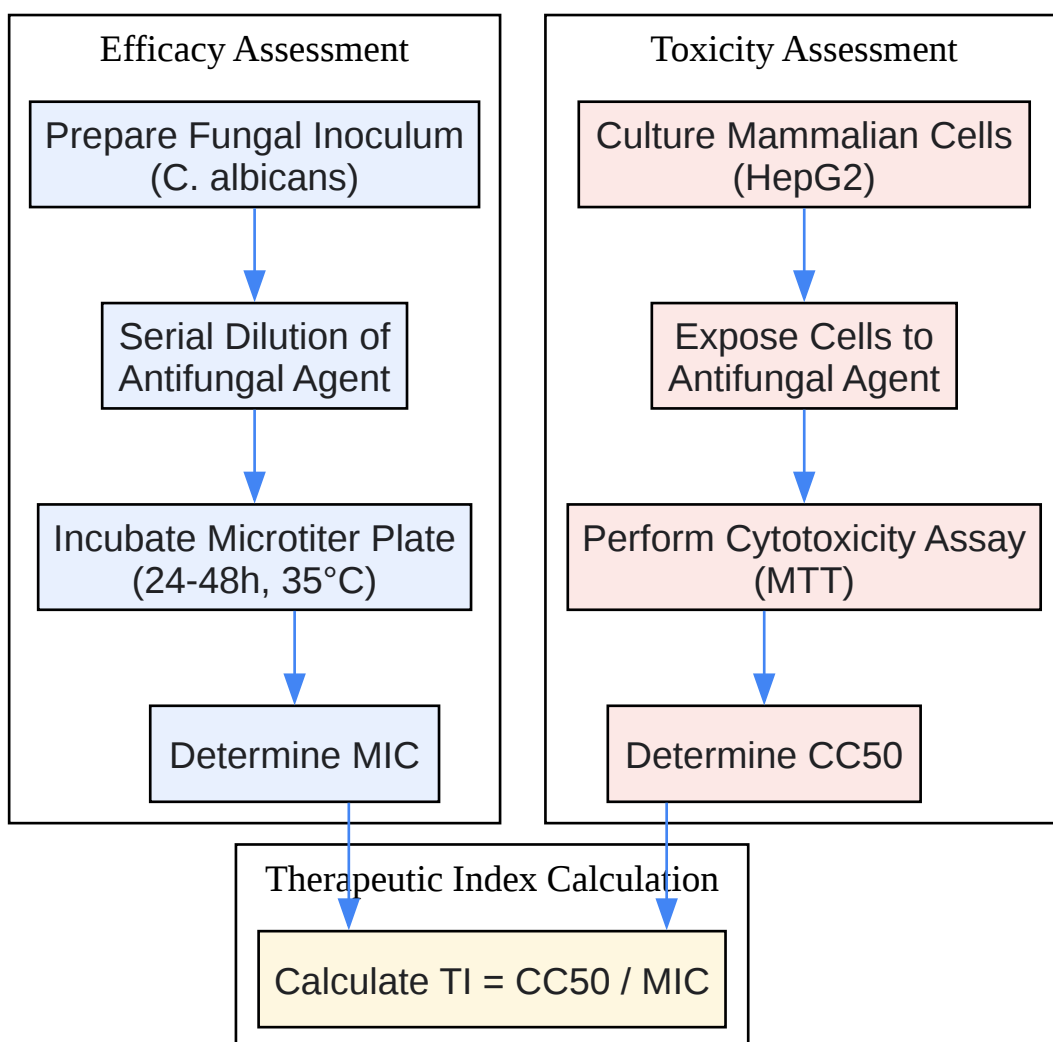 Efficacy Assessment
Prepare Fungal Inoculum
(C. albicans)
Serial Dilution of
Antifungal Agent
Incubate Microtiter Plate
(24-48h, 35°C)
Determine MIC
Toxicity Assessment
Culture Mammalian Cells
(HepG2)
Expose Cells to
Antifungal Agent
Perform Cytotoxicity Assay
(MTT)
Determine CC50
Therapeutic Index Calculation
Calculate TI = CC50 / MIC